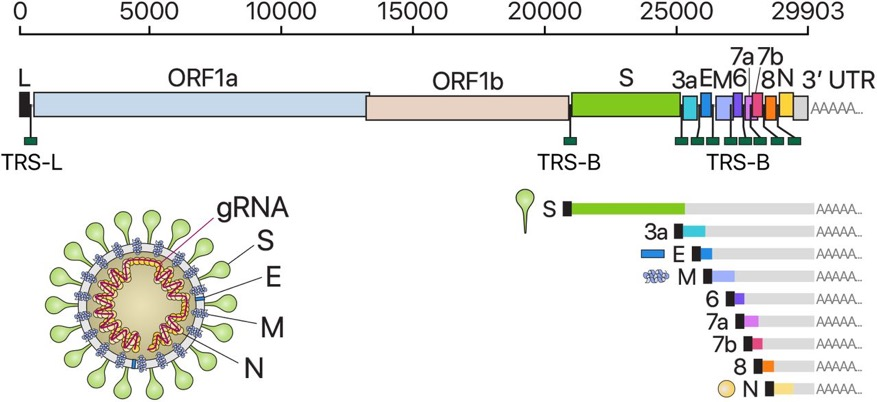 0 5000 10000 15000 20000 25000 29903
7a 7b
L ORF1a ORF1b S 3a E M 6 8 N 3′ UTR
AAAAA...
TRS-L TRS-B TRS-B
gRNA
S
E
M
N
S AAAAA...
3a AAAAA...
E AAAAA...
M AAAAA...
6 AAAAA...
7a AAAAA...
7b AAAAA...
8 AAAAA...
N AAAAA...